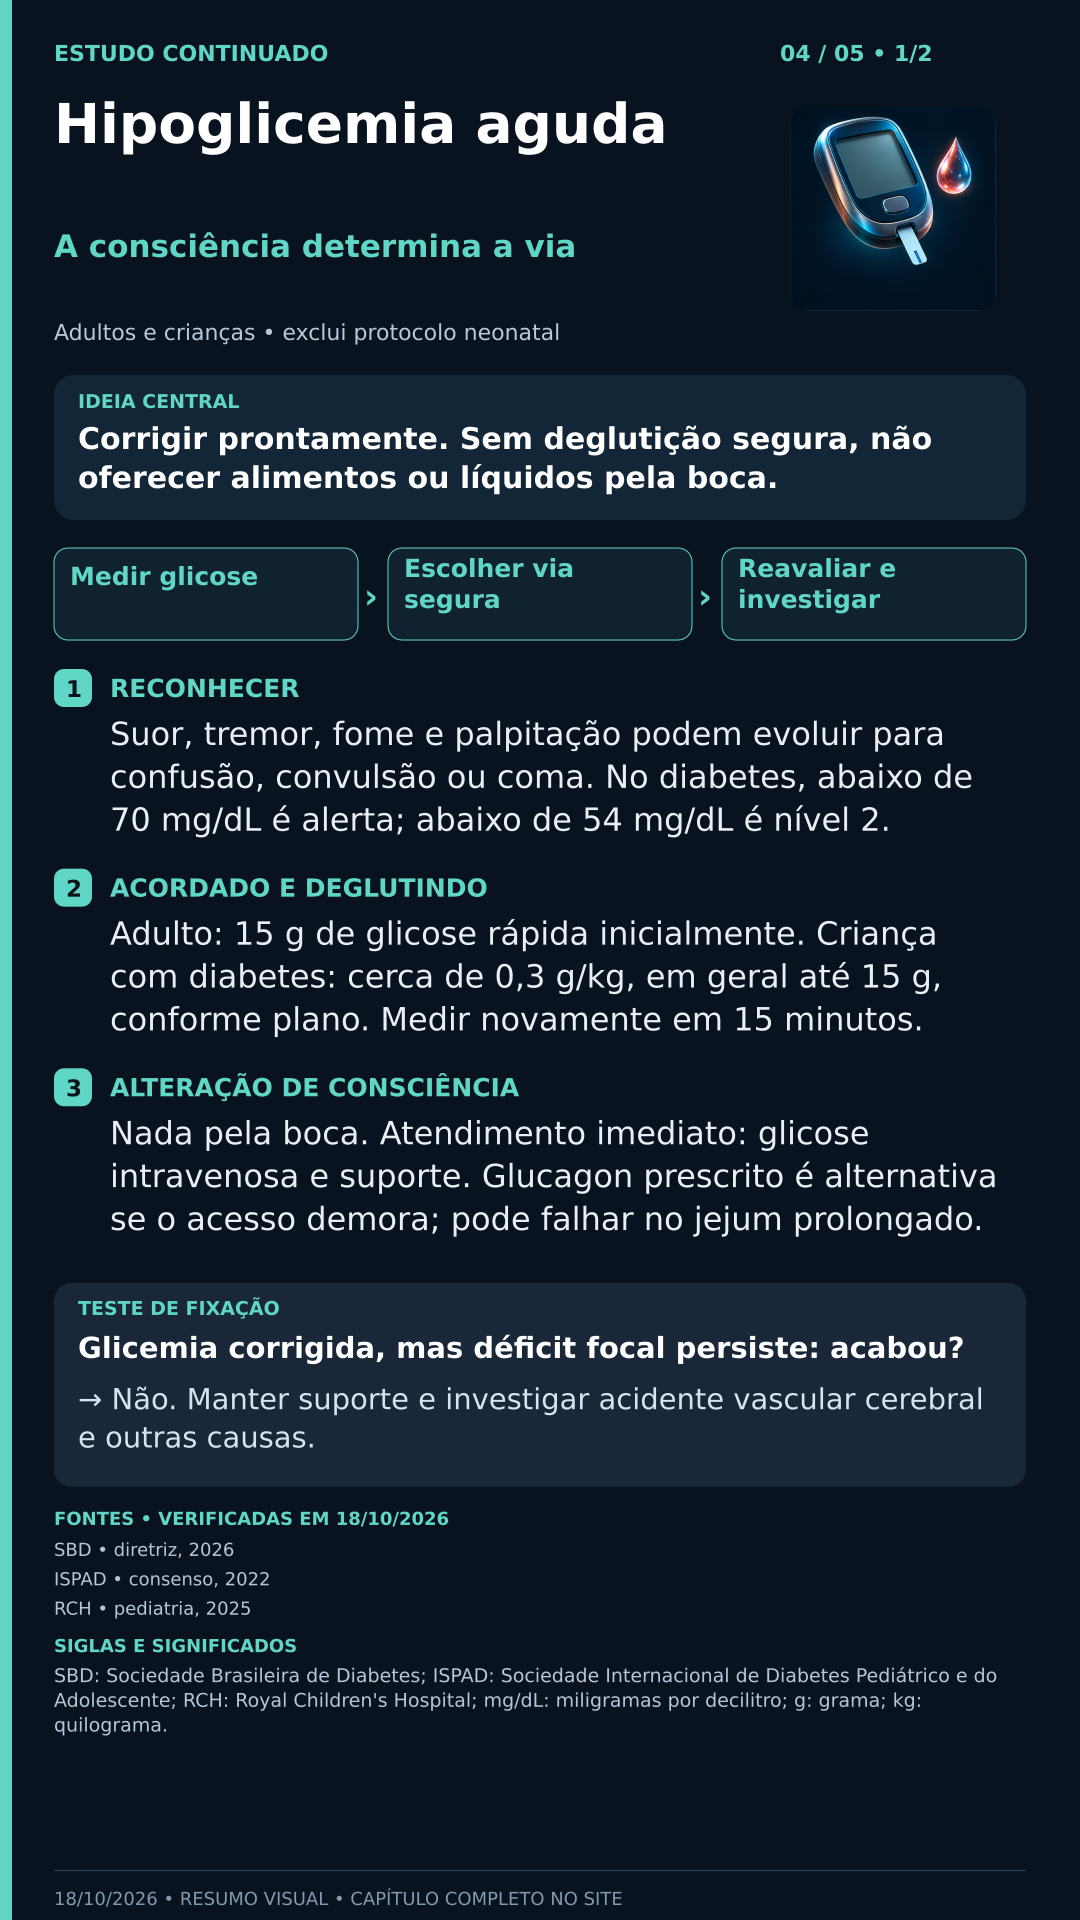 ESTUDO CONTINUADO
04 / 05 • 1/2
Hipoglicemia aguda
A consciência determina a via
Adultos e crianças • exclui protocolo neonatal
IDEIA CENTRAL
Corrigir prontamente. Sem deglutição segura, não
oferecer alimentos ou líquidos pela boca.
Medir glicose
›
Escolher via
segura
›
Reavaliar e
investigar
1 RECONHECER
Suor, tremor, fome e palpitação podem evoluir para
confusão, convulsão ou coma. No diabetes, abaixo de
70 mg/dL é alerta; abaixo de 54 mg/dL é nível 2.
2 ACORDADO E DEGLUTINDO
Adulto: 15 g de glicose rápida inicialmente. Criança
com diabetes: cerca de 0,3 g/kg, em geral até 15 g,
conforme plano. Medir novamente em 15 minutos.
3 ALTERAÇÃO DE CONSCIÊNCIA
Nada pela boca. Atendimento imediato: glicose
intravenosa e suporte. Glucagon prescrito é alternativa
se o acesso demora; pode falhar no jejum prolongado.
TESTE DE FIXAÇÃO
Glicemia corrigida, mas déficit focal persiste: acabou?
→ Não. Manter suporte e investigar acidente vascular cerebral
e outras causas.
FONTES • VERIFICADAS EM 18/10/2026
SBD • diretriz, 2026
ISPAD • consenso, 2022
RCH • pediatria, 2025
SIGLAS E SIGNIFICADOS
SBD: Sociedade Brasileira de Diabetes; ISPAD: Sociedade Internacional de Diabetes Pediátrico e do
Adolescente; RCH: Royal Children's Hospital; mg/dL: miligramas por decilitro; g: grama; kg:
quilograma.
18/10/2026 • RESUMO VISUAL • CAPÍTULO COMPLETO NO SITE